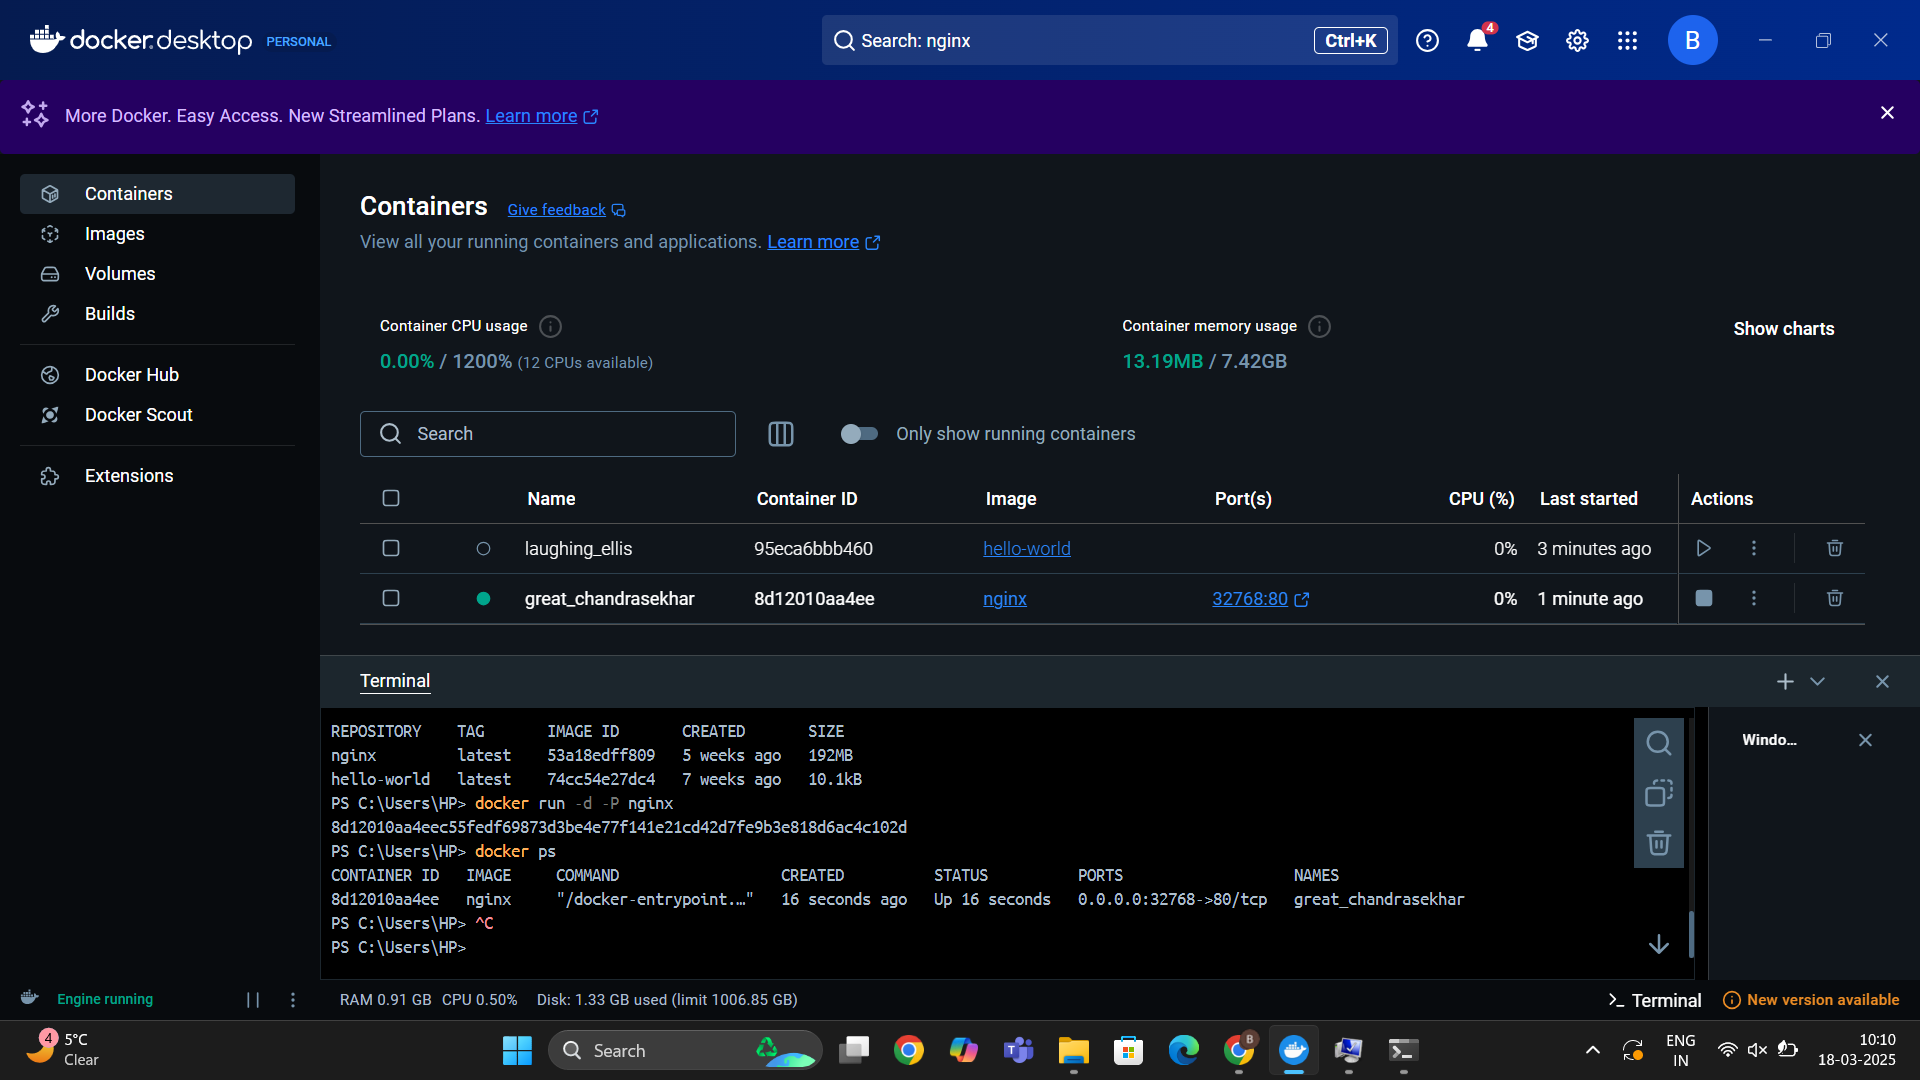 docker.desktop PERSONAL
Search: nginx Ctrl+K
4
B
More Docker. Easy Access. New Streamlined Plans. Learn more
Containers
Images
Volumes
Builds
Docker Hub
Docker Scout
Extensions
Containers Give feedback
View all your running containers and applications. Learn more
Container CPU usage
0.00% / 1200% (12 CPUs available)
Container memory usage
13.19MB / 7.42GB
Show charts
Search
Only show running containers
Name Container ID Image Port(s) CPU (%) Last started Actions
laughing_ellis 95eca6bbb460 hello-world 0% 3 minutes ago
great_chandrasekhar 8d12010aa4ee nginx 32768:80 0% 1 minute ago
Terminal
REPOSITORY TAG IMAGE ID CREATED SIZE
nginx latest 53a18edff809 5 weeks ago 192MB
hello-world latest 74cc54e27dc4 7 weeks ago 10.1kB
PS C:\Users\HP> docker run -d -P nginx
8d12010aa4eec55fedf69873d3be4e77f141e21cd42d7fe9b3e818d6ac4c102d
PS C:\Users\HP> docker ps
CONTAINER ID IMAGE COMMAND CREATED STATUS PORTS NAMES
8d12010aa4ee nginx "/docker-entrypoint.…" 16 seconds ago Up 16 seconds 0.0.0.0:32768->80/tcp great_chandrasekhar
PS C:\Users\HP> ^C
PS C:\Users\HP>
Windo...
Engine running
RAM 0.91 GB CPU 0.50% Disk: 1.33 GB used (limit 1006.85 GB)
Terminal
New version available
4
5°C
Clear
Search
B
ENG
IN
10:10
18-03-2025